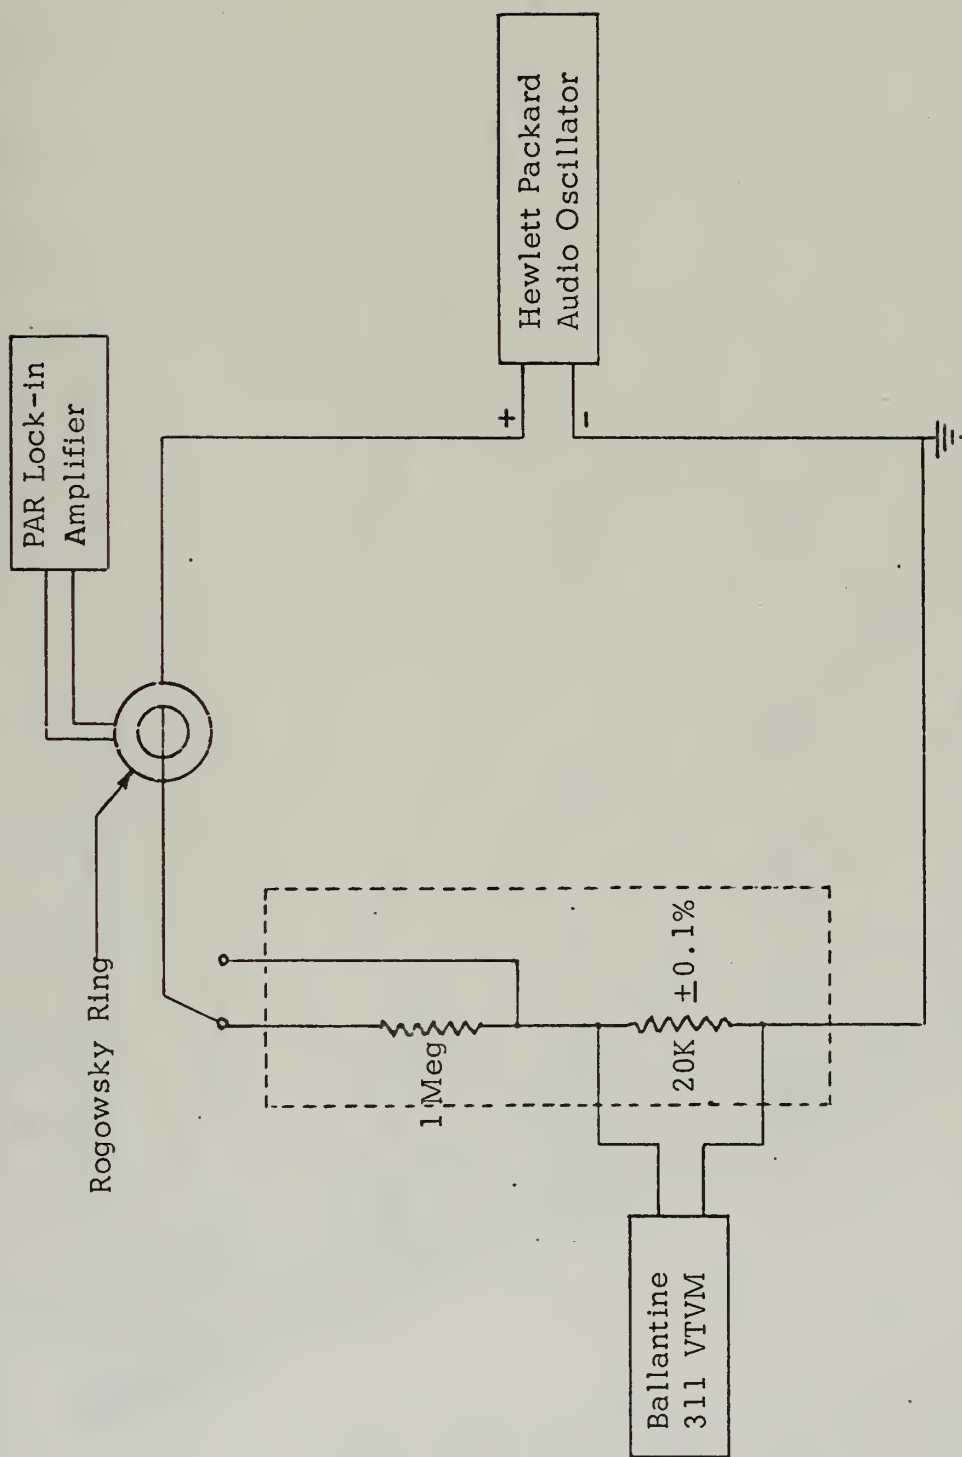 PAR Lock-in
Amplifier
Hewlett Packard
Audio Oscillator
+
-
Rogowsky Ring
1 Meg
20K ±0.1%
Ballantine
311 VTVM